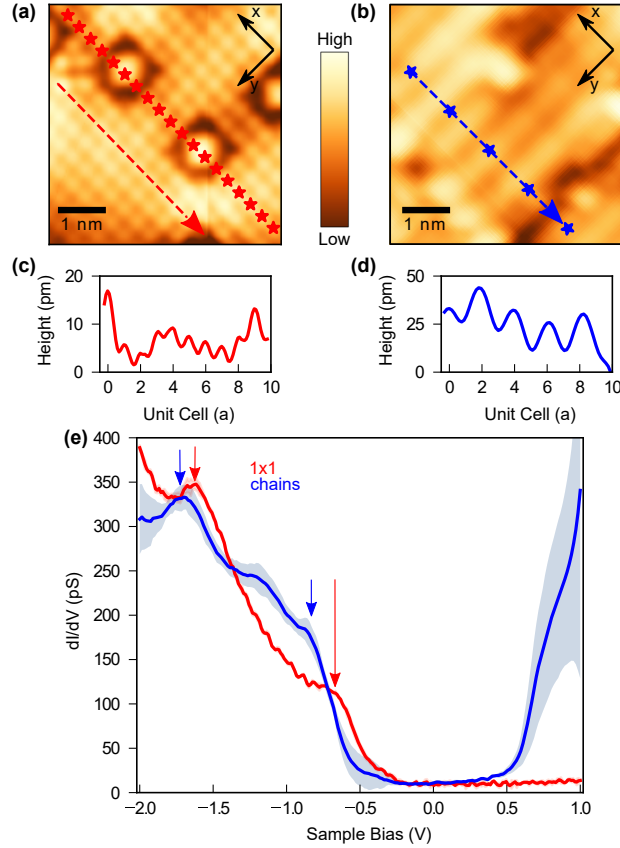 (a)
x
y
1 nm
High
Low
(b)
x
y
1 nm
(c)
Height (pm)
20
10
0
0 2 4 6 8 10
Unit Cell (a)
(d)
Height (pm)
50
25
0
0 2 4 6 8 10
Unit Cell (a)
(e)
1x1
chains
dI/dV (pS)
400
350
300
250
200
150
100
50
0
−2.0 −1.5 −1.0 −0.5 0.0 0.5 1.0
Sample Bias (V)